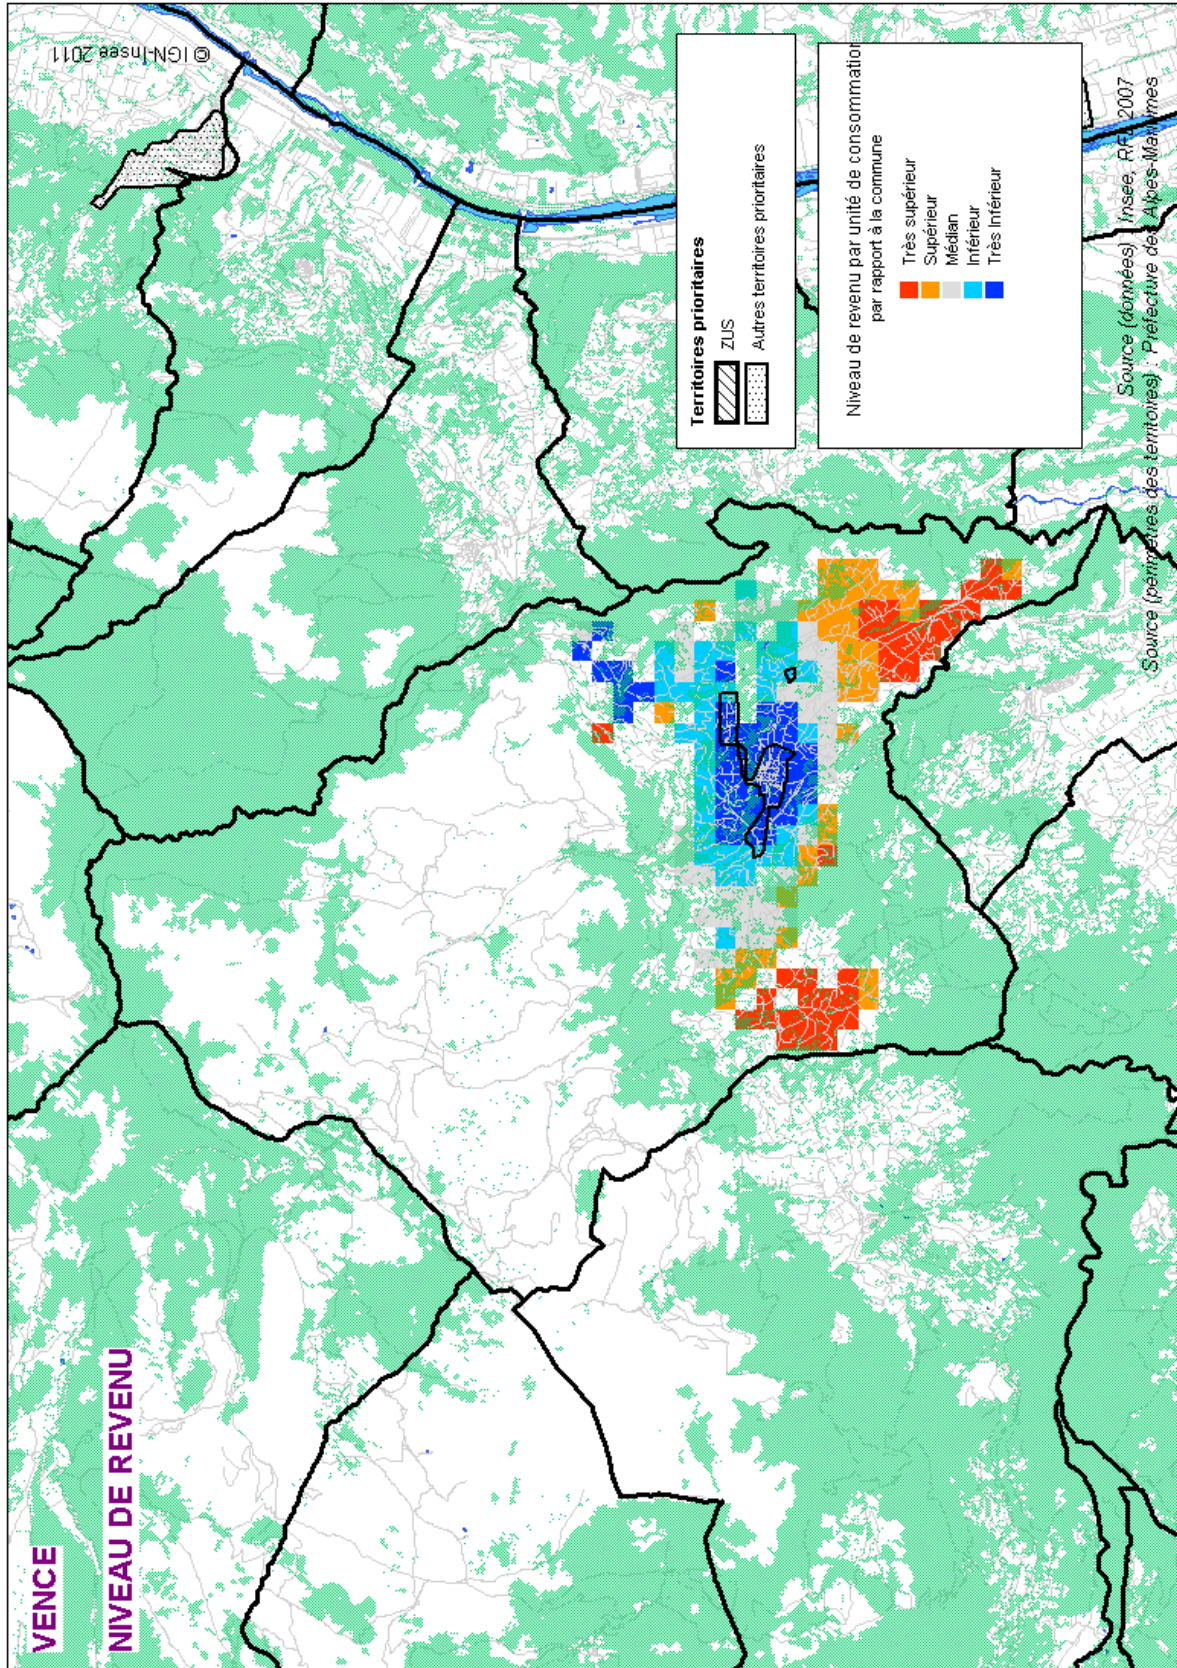 VENCE
NIVEAU DE REVENU
© IGN-Insee 2011
Territoires prioritaires
ZUS
Autres territoires prioritaires
Niveau de revenu par unité de consommation
par rapport à la commune
Très supérieur
Supérieur
Médian
Inférieur
Très Inférieur
Source (données) : Insee, RFL 2007
Source (périmètres des territoires) : Préfecture des Alpes-Maritimes